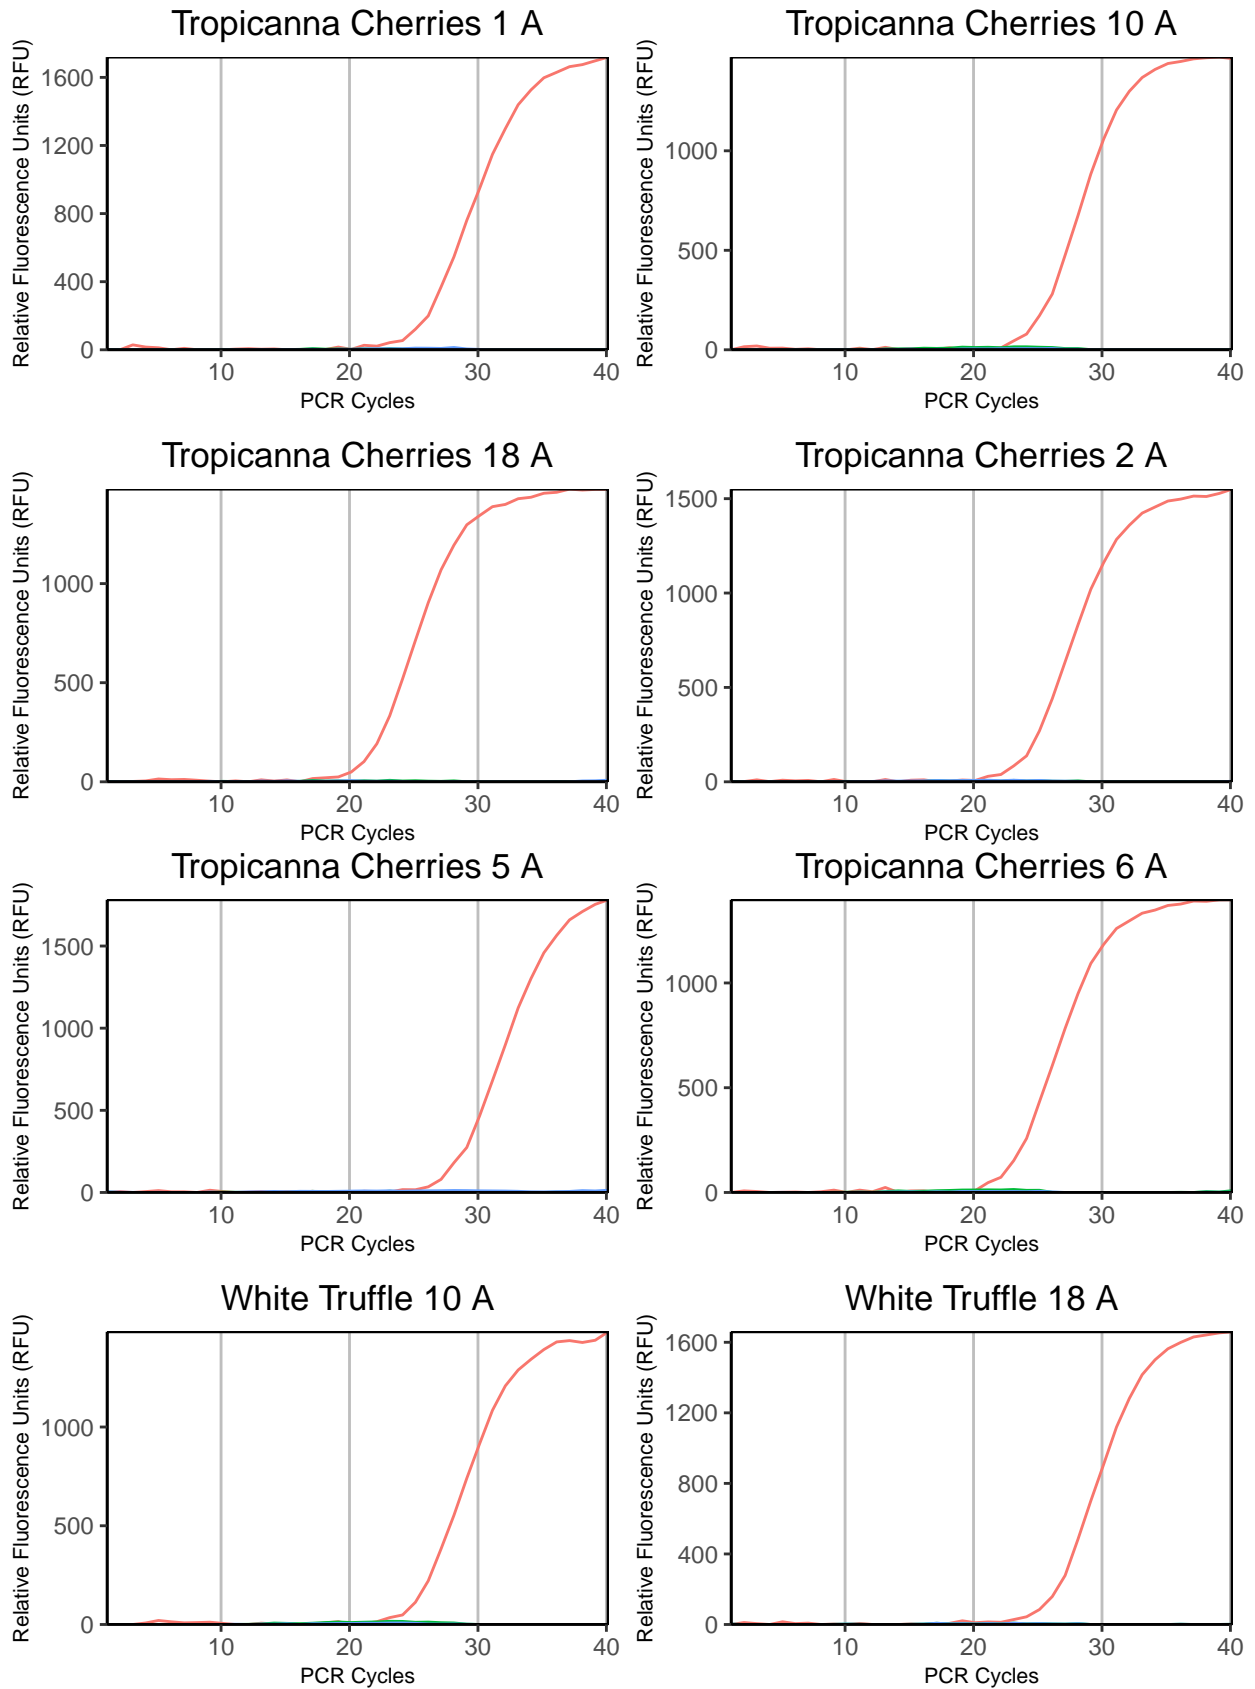 Tropicanna Cherries 1 A
Relative Fluorescence Units (RFU)
1600
1200
800
400
0
10 20 30 40
PCR Cycles
Tropicanna Cherries 10 A
Relative Fluorescence Units (RFU)
1000
500
0
10 20 30 40
PCR Cycles
Tropicanna Cherries 18 A
Relative Fluorescence Units (RFU)
1000
500
0
10 20 30 40
PCR Cycles
Tropicanna Cherries 2 A
Relative Fluorescence Units (RFU)
1500
1000
500
0
10 20 30 40
PCR Cycles
Tropicanna Cherries 5 A
Relative Fluorescence Units (RFU)
1500
1000
500
0
10 20 30 40
PCR Cycles
Tropicanna Cherries 6 A
Relative Fluorescence Units (RFU)
1000
500
0
10 20 30 40
PCR Cycles
White Truffle 10 A
Relative Fluorescence Units (RFU)
1000
500
0
10 20 30 40
PCR Cycles
White Truffle 18 A
Relative Fluorescence Units (RFU)
1600
1200
800
400
0
10 20 30 40
PCR Cycles